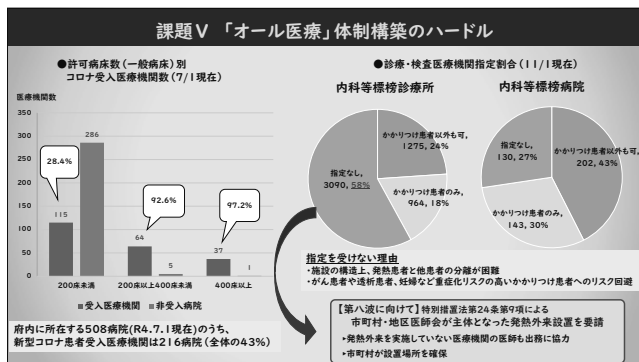 課題Ⅴ 「オール医療」体制構築のハードル
●許可病床数(一般病床)別
コロナ受入医療機関数(7/1現在)
医療機関数
350
300
250
200
150
100
50
0
28.4%
92.6%
97.2%
115
286
64
5
37
1
200床未満
200床以上400床未満
400床以上
■受入医療機関 ■非受入病院
府内に所在する508病院(R4.7.1現在)のうち、
新型コロナ患者受入医療機関は216病院(全体の43%)
●診療・検査医療機関指定割合(11/1現在)
内科等標榜診療所
かかりつけ患者以外も可,
1275, 24%
指定なし,
3090, 58%
かかりつけ患者のみ,
964, 18%
内科等標榜病院
指定なし,
130, 27%
かかりつけ患者以外も可,
202, 43%
かかりつけ患者のみ,
143, 30%
指定を受けない理由
・施設の構造上、発熱患者と他患者の分離が困難
・がん患者や透析患者、妊婦など重症化リスクの高いかかりつけ患者へのリスク回避
【第八波に向けて】特別措置法第24条第9項による
市町村・地区医師会が主体となった発熱外来設置を要請
▸発熱外来を実施していない医療機関の医師も出務に協力
▸市町村が設置場所を確保